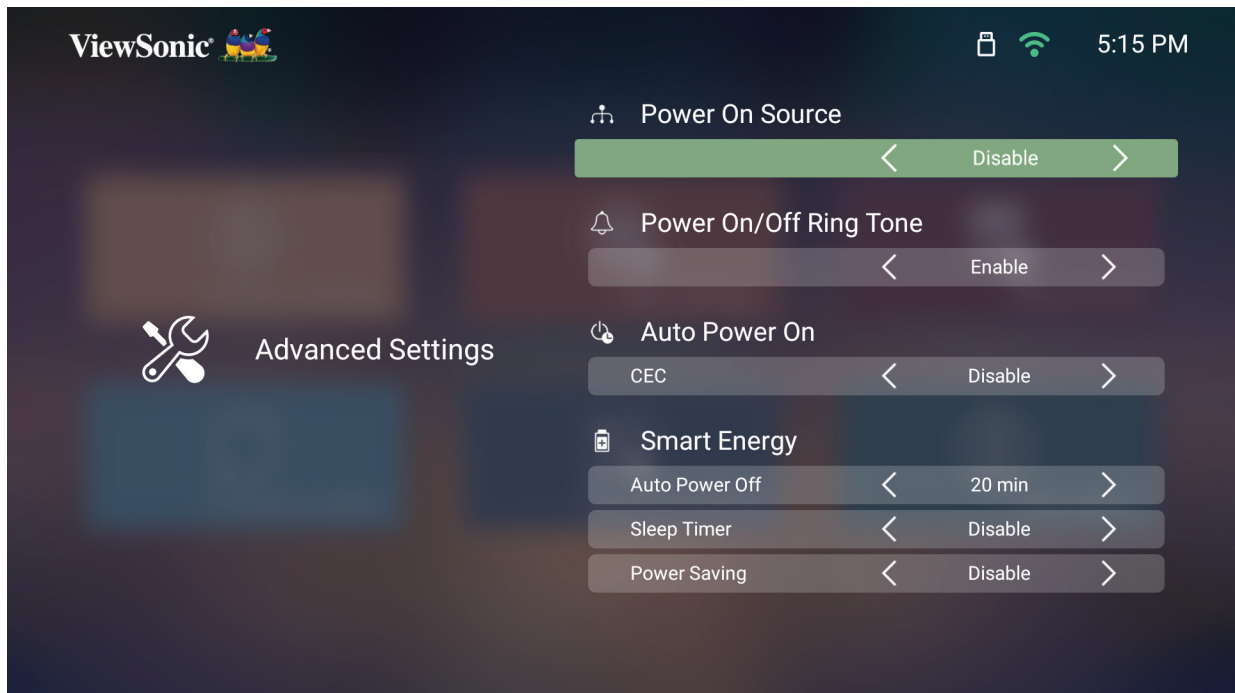 ViewSonic
5:15 PM
Power On Source
Disable
Power On/Off Ring Tone
Enable
Advanced Settings
Auto Power On
CEC Disable
Smart Energy
Auto Power Off 20 min
Sleep Timer Disable
Power Saving Disable